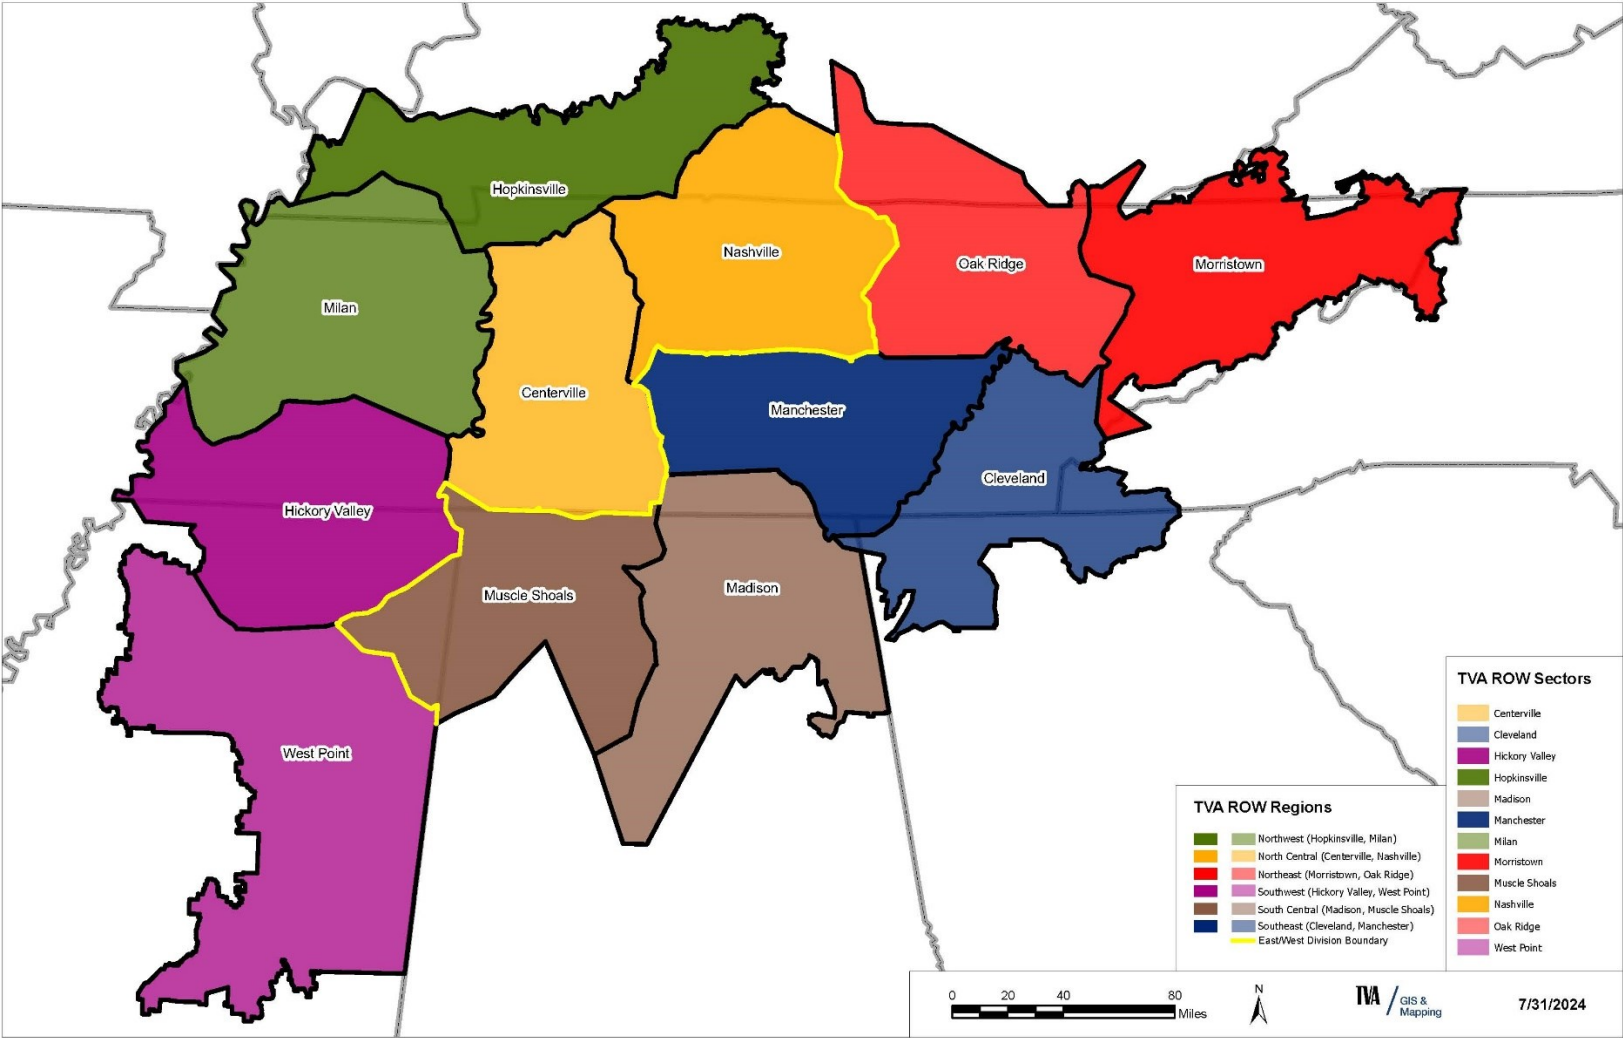 Hopkinsville
Nashville
Oak Ridge
Morristown
Milan
Centerville
Manchester
Cleveland
Hickory Valley
Muscle Shoals
Madison
West Point
TVA ROW Sectors
Centerville
Cleveland
Hickory Valley
Hopkinsville
Madison
Manchester
Milan
Morristown
Muscle Shoals
Nashville
Oak Ridge
West Point
TVA ROW Regions
Northwest (Hopkinsville, Milan)
North Central (Centerville, Nashville)
Northeast (Morristown, Oak Ridge)
Southwest (Hickory Valley, West Point)
South Central (Madison, Muscle Shoals)
Southeast (Cleveland, Manchester)
East/West Division Boundary
0 20 40 80
Miles
N
TVA
GIS &
Mapping
7/31/2024